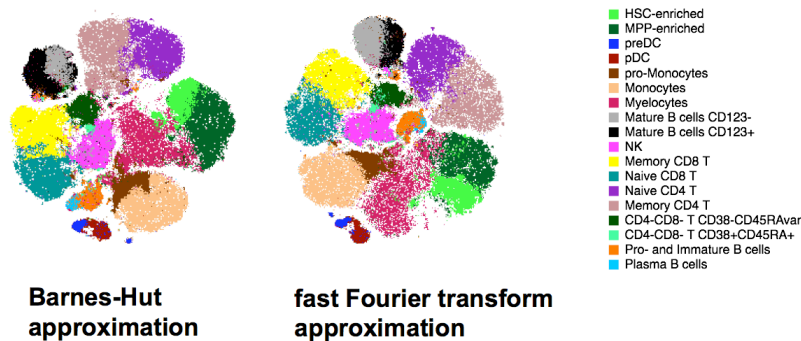 HSC-enriched
MPP-enriched
preDC
pDC
pro-Monocytes
Monocytes
Myelocytes
Mature B cells CD123-
Mature B cells CD123+
NK
Memory CD8 T
Naive CD8 T
Naive CD4 T
Memory CD4 T
CD4-CD8- T CD38-CD45RAvar
CD4-CD8- T CD38+CD45RA+
Pro- and Immature B cells
Plasma B cells
Barnes-Hut
approximation
fast Fourier transform
approximation